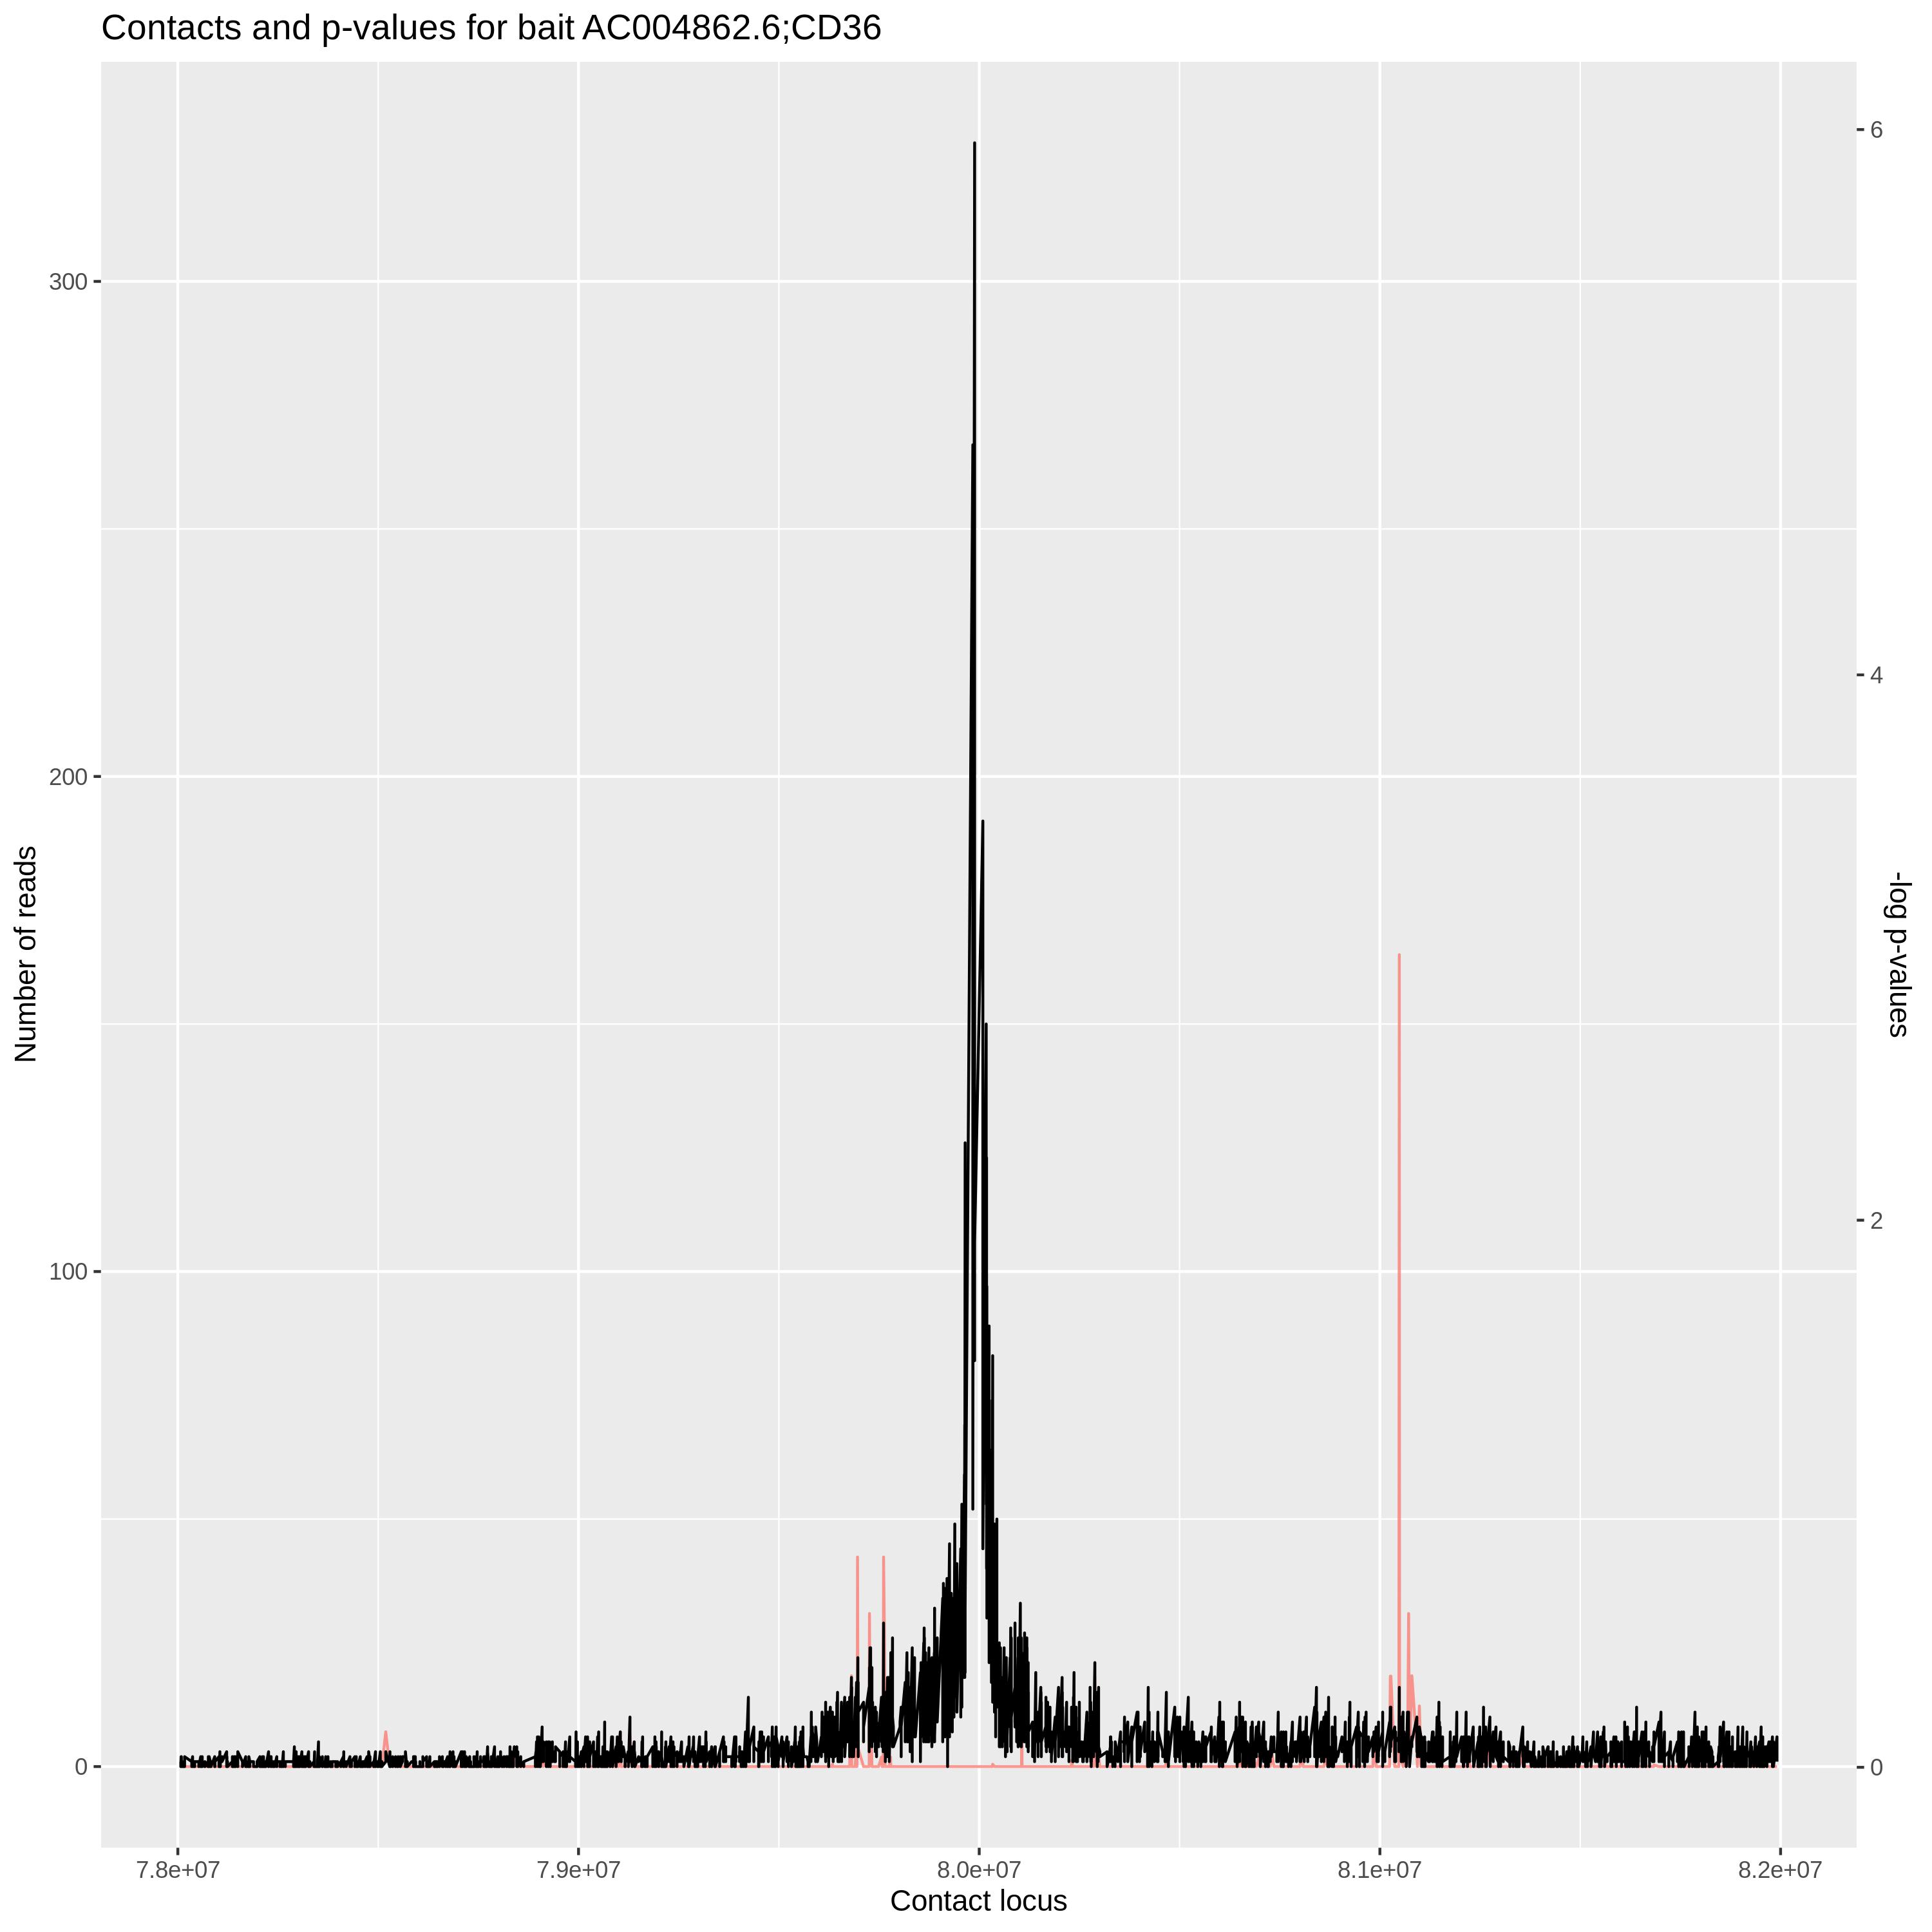 Contacts and p-values for bait AC004862.6;CD36
300
200
100
0
Number of reads
6
4
2
0
-log p-values
7.8e+07
7.9e+07
8.0e+07
8.1e+07
8.2e+07
Contact locus